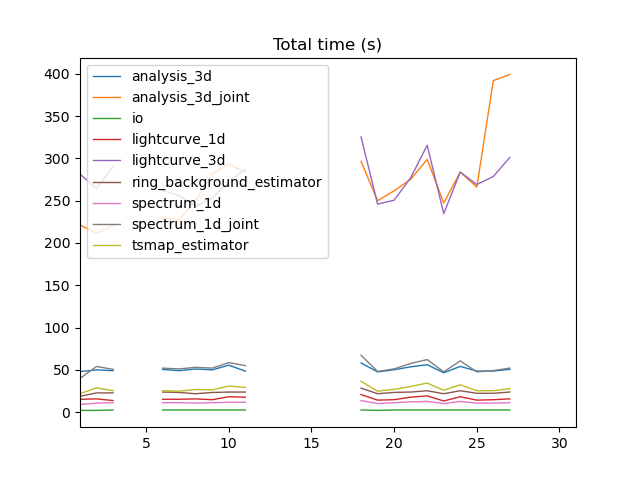 Total time (s)
400
350
300
250
200
150
100
50
0
analysis_3d
analysis_3d_joint
io
lightcurve_1d
lightcurve_3d
ring_background_estimator
spectrum_1d
spectrum_1d_joint
tsmap_estimator
5 10 15 20 25 30